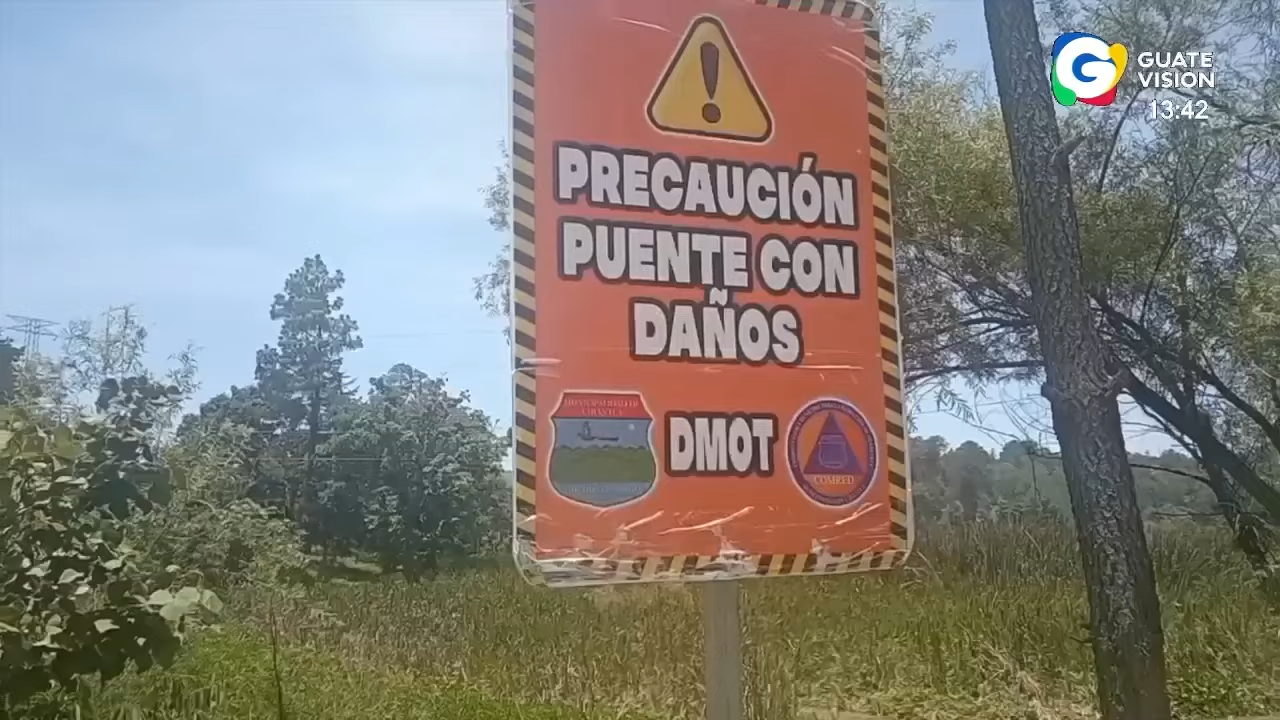 GUATE
VISION
13:42
PRECAUCIÓN
PUENTE CON
DAÑOS
DMOT
COMRED